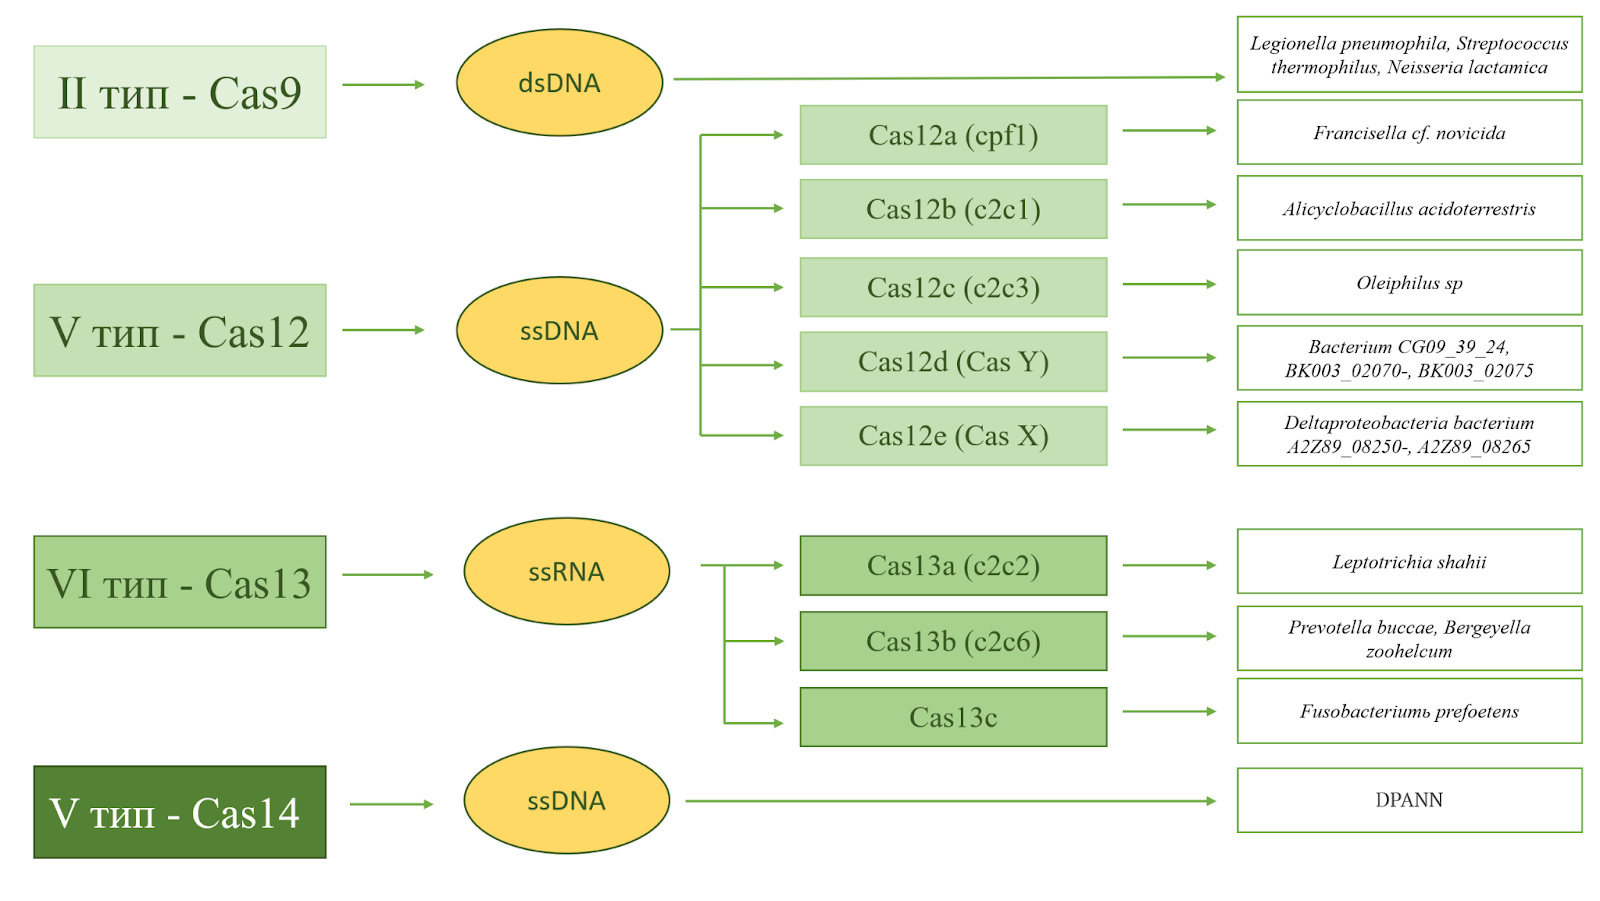 II тип - Cas9
dsDNA
Legionella pneumophila, Streptococcus
thermophilus, Neisseria lactamica
V тип - Cas12
ssDNA
Cas12a (cpf1)
Francisella cf. novicida
Cas12b (c2c1)
Alicyclobacillus acidoterrestris
Cas12c (c2c3)
Oleiphilus sp
Cas12d (Cas Y)
Bacterium CG09_39_24,
BK003_02070-, BK003_02075
Cas12e (Cas X)
Deltaproteobacteria bacterium
A2Z89_08250-, A2Z89_08265
VI тип - Cas13
ssRNA
Cas13a (c2c2)
Leptotrichia shahii
Cas13b (c2c6)
Prevotella buccae, Bergeyella
zoohelcum
Cas13c
Fusobacteriumь prefoetens
V тип - Cas14
ssDNA
DPANN